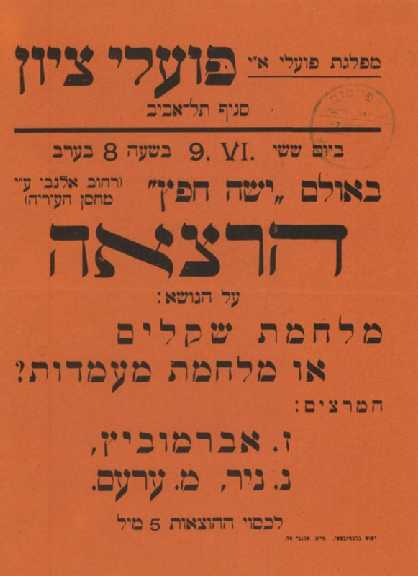 מפלגת פועלי א״י פועלי ציון
סניף תל־אביב
ביום ששי .9. VI בשעה 8 בערב
באולם „ישה חפץ״ (רחוב אלנבי ע״י
מחסן העיריה)
הרצאה
על הנושא:
מלחמת שקלים
או מלחמת מעמדות?
המרצים:
ז. אברמוביץ,
נ. ניר, מ. ערעם.
לכסוי ההוצאות 5 מיל